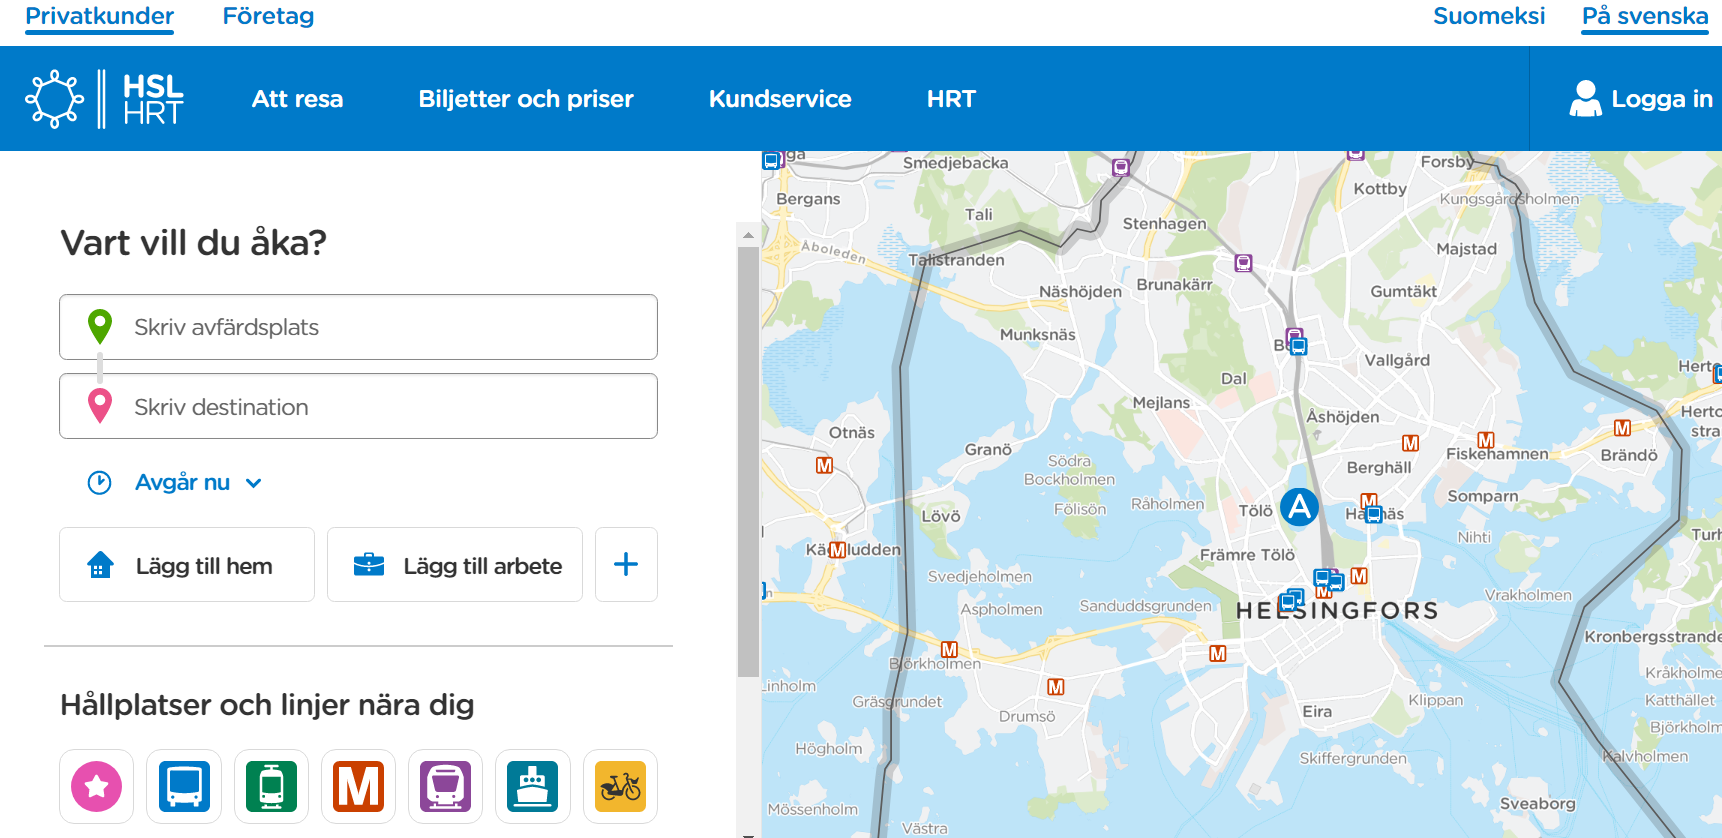 Privatkunder Företag Suomeksi På svenska
HSL
HRT
Att resa Biljetter och priser Kundservice HRT Logga in
Vart vill du åka?
Skriv avfärdsplats
Skriv destination
Avgår nu
Lägg till hem Lägg till arbete
Hållplatser och linjer nära dig
M
Smedjebacka
Forsby
Kottby
Bergans
Kungsgårdsholmen
Tali
Stenhagen
Åboleden
Majstad
Talistranden
Näshöjden
Brunakärr
Gumtäkt
Munksnäs
Vallgård
Dal
Mejlans
Åshöjden
Otnäs
M
M
M
M
Granö
Berghäll
Fiskehamnen
Brändö
Södra
Bockholmen
Råholmen
Somparn
M
A
Tölö
Fölisön
Lövö
Nihti
M
Främre Tölö
Svedjeholmen
M
M
Vrakholmen
Aspholmen
Sanduddsgrunden
HELSINGFORS
M
M
Björkholmen
M
Gräsgrundet
Klippan
Drumsö
Eira
Högholm
Skiffergrunden
Kalvholmen
Mössenholm
Sveaborg
Västra